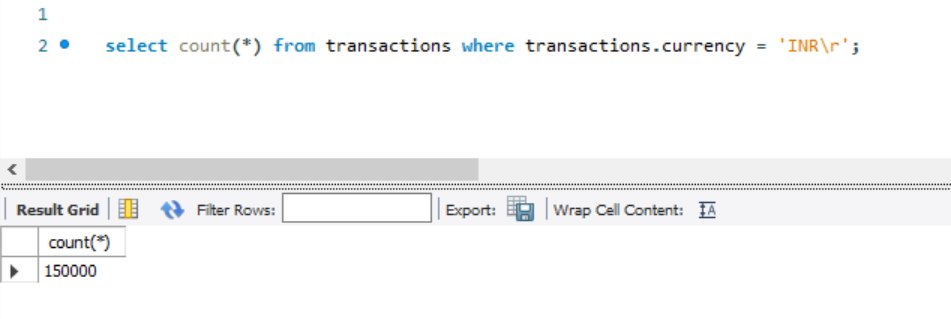 1
2 select count(*) from transactions where transactions.currency = 'INR\r';
Result Grid Filter Rows: Export: Wrap Cell Content: IA
count(*)
150000